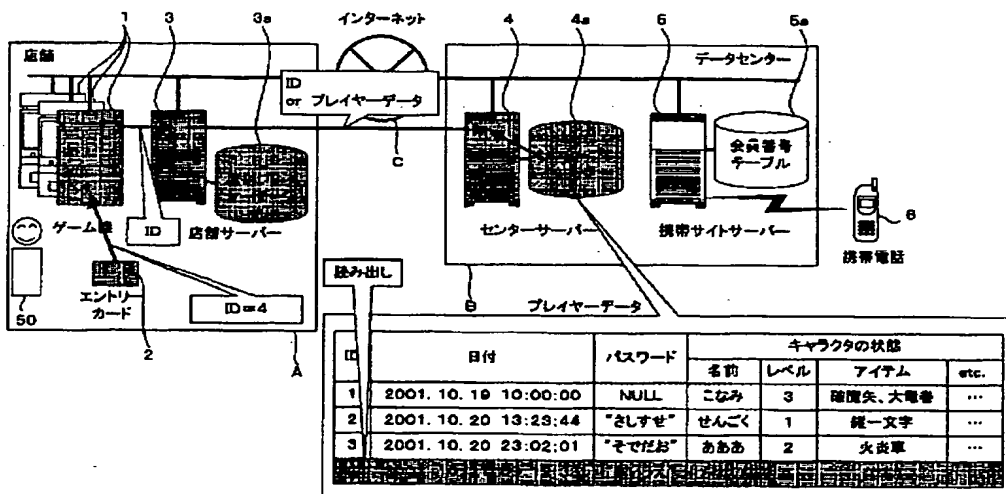 1
3
3a
インターネット
4
4a
5
5a
店舗
データセンター
ID
or プレイヤーデータ
C
会員番号
テーブル
ID
ゲーム機
店舗サーバー
センターサーバー
携帯サイトサーバー
6
携帯電話
50
エントリ
カード
ID=4
読み出し
B
プレイヤーデータ
2
A
ID 日付 パスワード キャラクタの状態
名前 レベル アイテム etc.
1 2001. 10. 19 10:00:00 NULL こなみ 3 破魔矢、大竜巻 …
2 2001. 10. 20 13:23:44 "さしすせ" せんごく 1 一文字 …
3 2001. 10. 20 23:02:01 "そでだお" あああ 2 火炎車 …